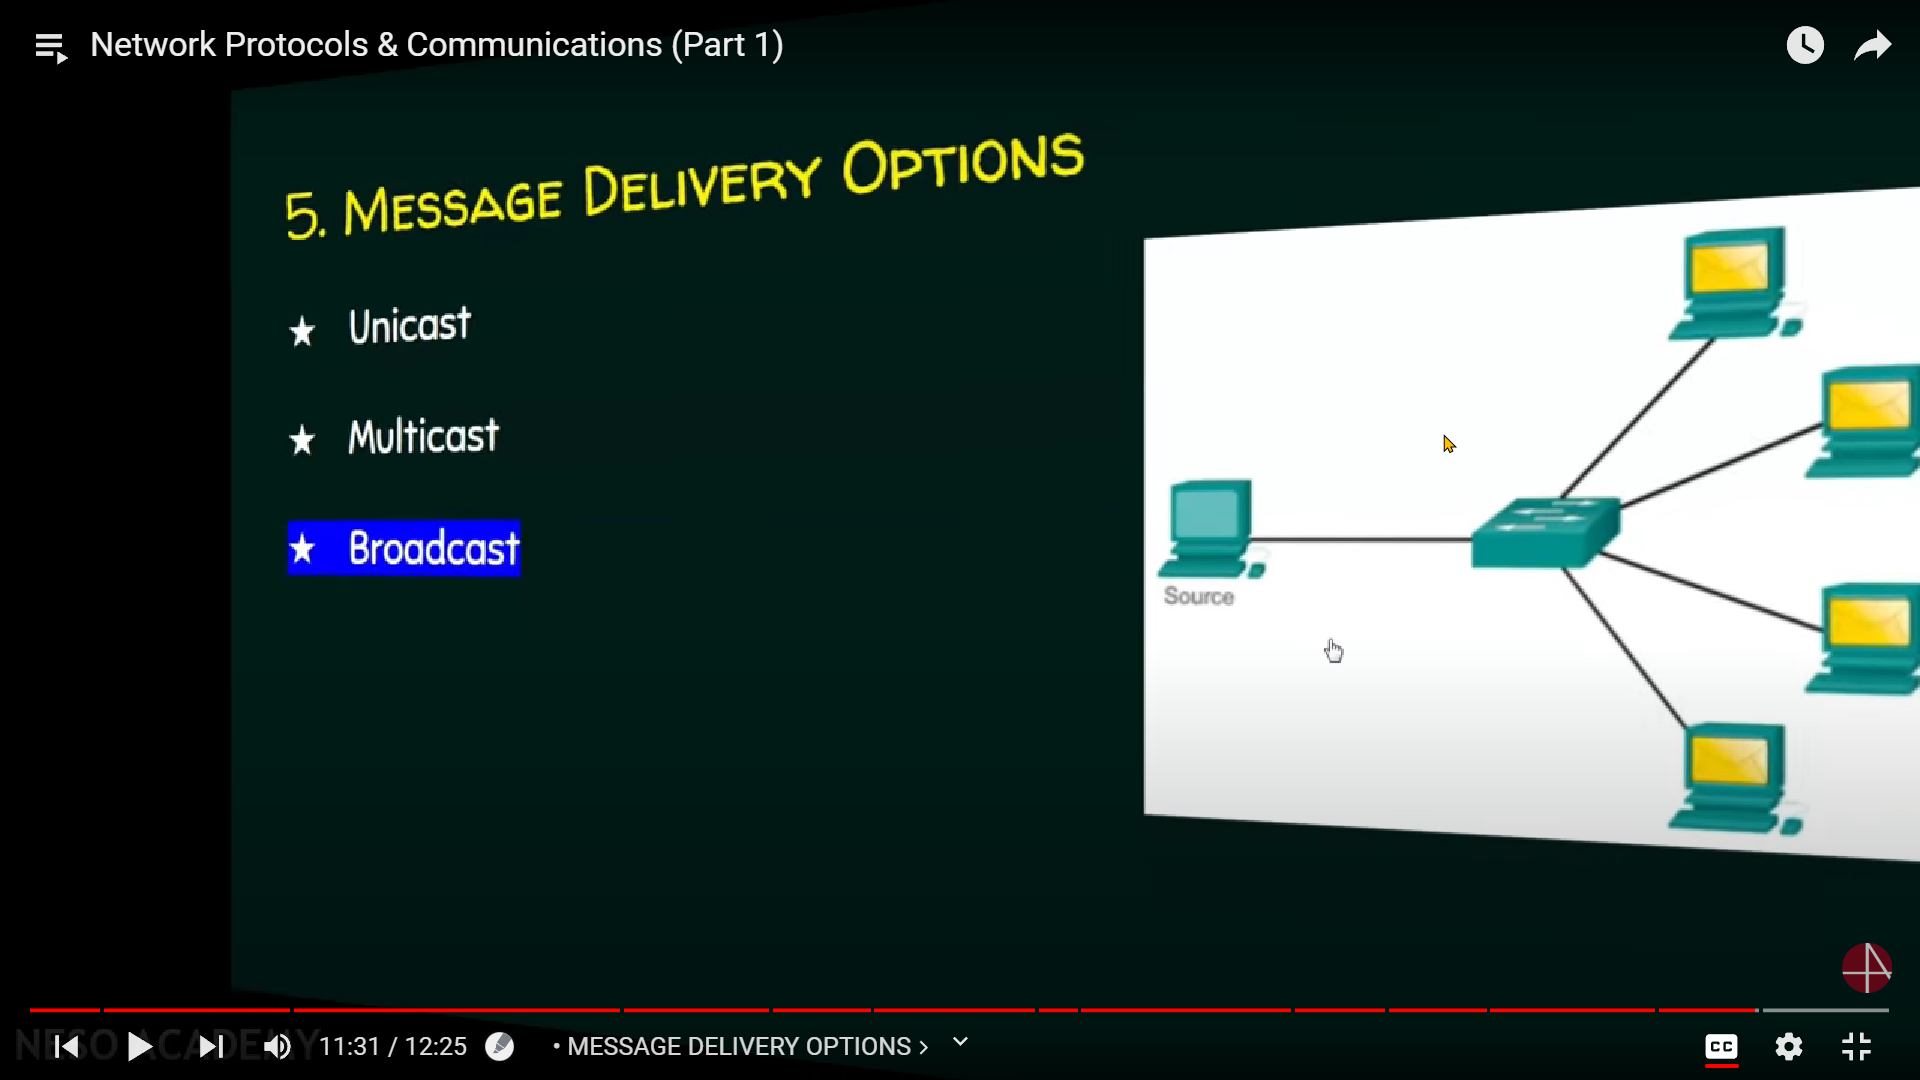 Network Protocols & Communications (Part 1)
5. MESSAGE DELIVERY OPTIONS
★ Unicast
★ Multicast
★ Broadcast
Source
NESO ACADEMY
11:31 / 12:25 • MESSAGE DELIVERY OPTIONS >
CC